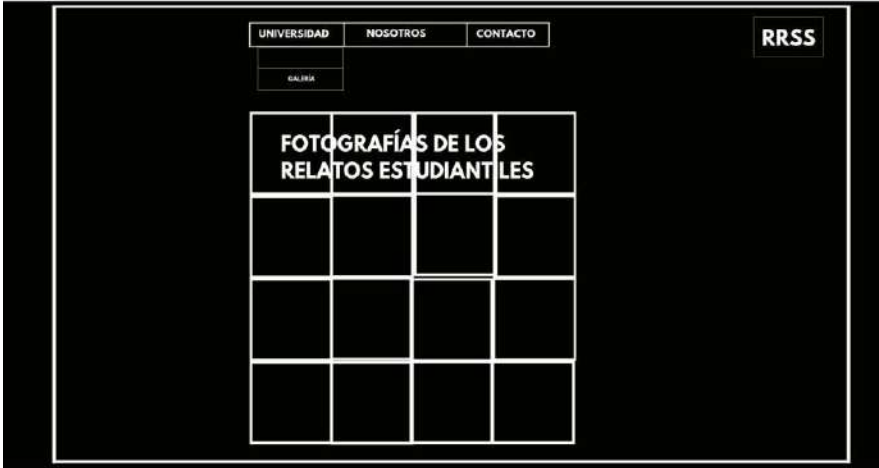 UNIVERSIDAD
NOSOTROS
CONTACTO
RRSS
GALERÍA
FOTOGRAFÍAS DE LOS
RELATOS ESTUDIANTILES